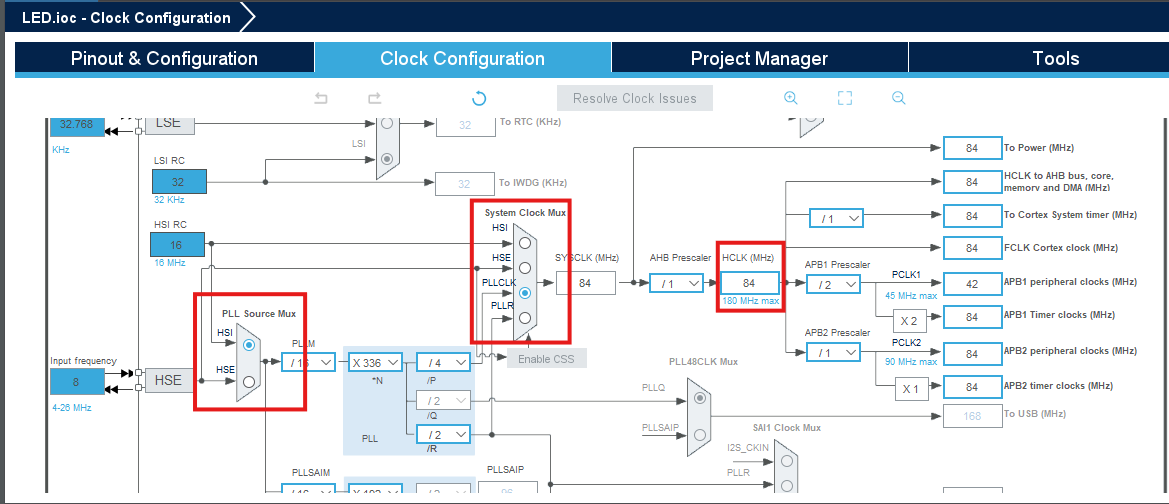 LED.ioc - Clock Configuration
Pinout & Configuration
Clock Configuration
Project Manager
Tools
Resolve Clock Issues
32.768
KHz
LSE
LSI
32
To RTC (KHz)
LSI RC
32
32 KHz
32
To IWDG (KHz)
HSI RC
16
16 MHz
System Clock Mux
HSI
HSE
PLLCLK
PLLR
SYSCLK (MHz)
84
AHB Prescaler
/ 1
HCLK (MHz)
84
180 MHz max
84
To Power (MHz)
84
HCLK to AHB bus, core,
memory and DMA (MHz)
/ 1
84
To Cortex System timer (MHz)
84
FCLK Cortex clock (MHz)
APB1 Prescaler
/ 2
PCLK1
45 MHz max
42
APB1 peripheral clocks (MHz)
X 2
84
APB1 Timer clocks (MHz)
APB2 Prescaler
/ 1
PCLK2
90 MHz max
84
APB2 peripheral clocks (MHz)
X 1
84
APB2 timer clocks (MHz)
168
To USB (MHz)
PLL Source Mux
HSI
HSE
Input frequency
8
4-26 MHz
HSE
/ 16
X 336
*N
/ 4
/P
/ 2
/Q
/ 2
/R
PLL
Enable CSS
PLL48CLK Mux
PLLQ
PLLSAIP
SAI1 Clock Mux
I2S_CKIN
PLLR
PLLSAIM
/ 16
X 192
/ 2
PLLSAIP
96